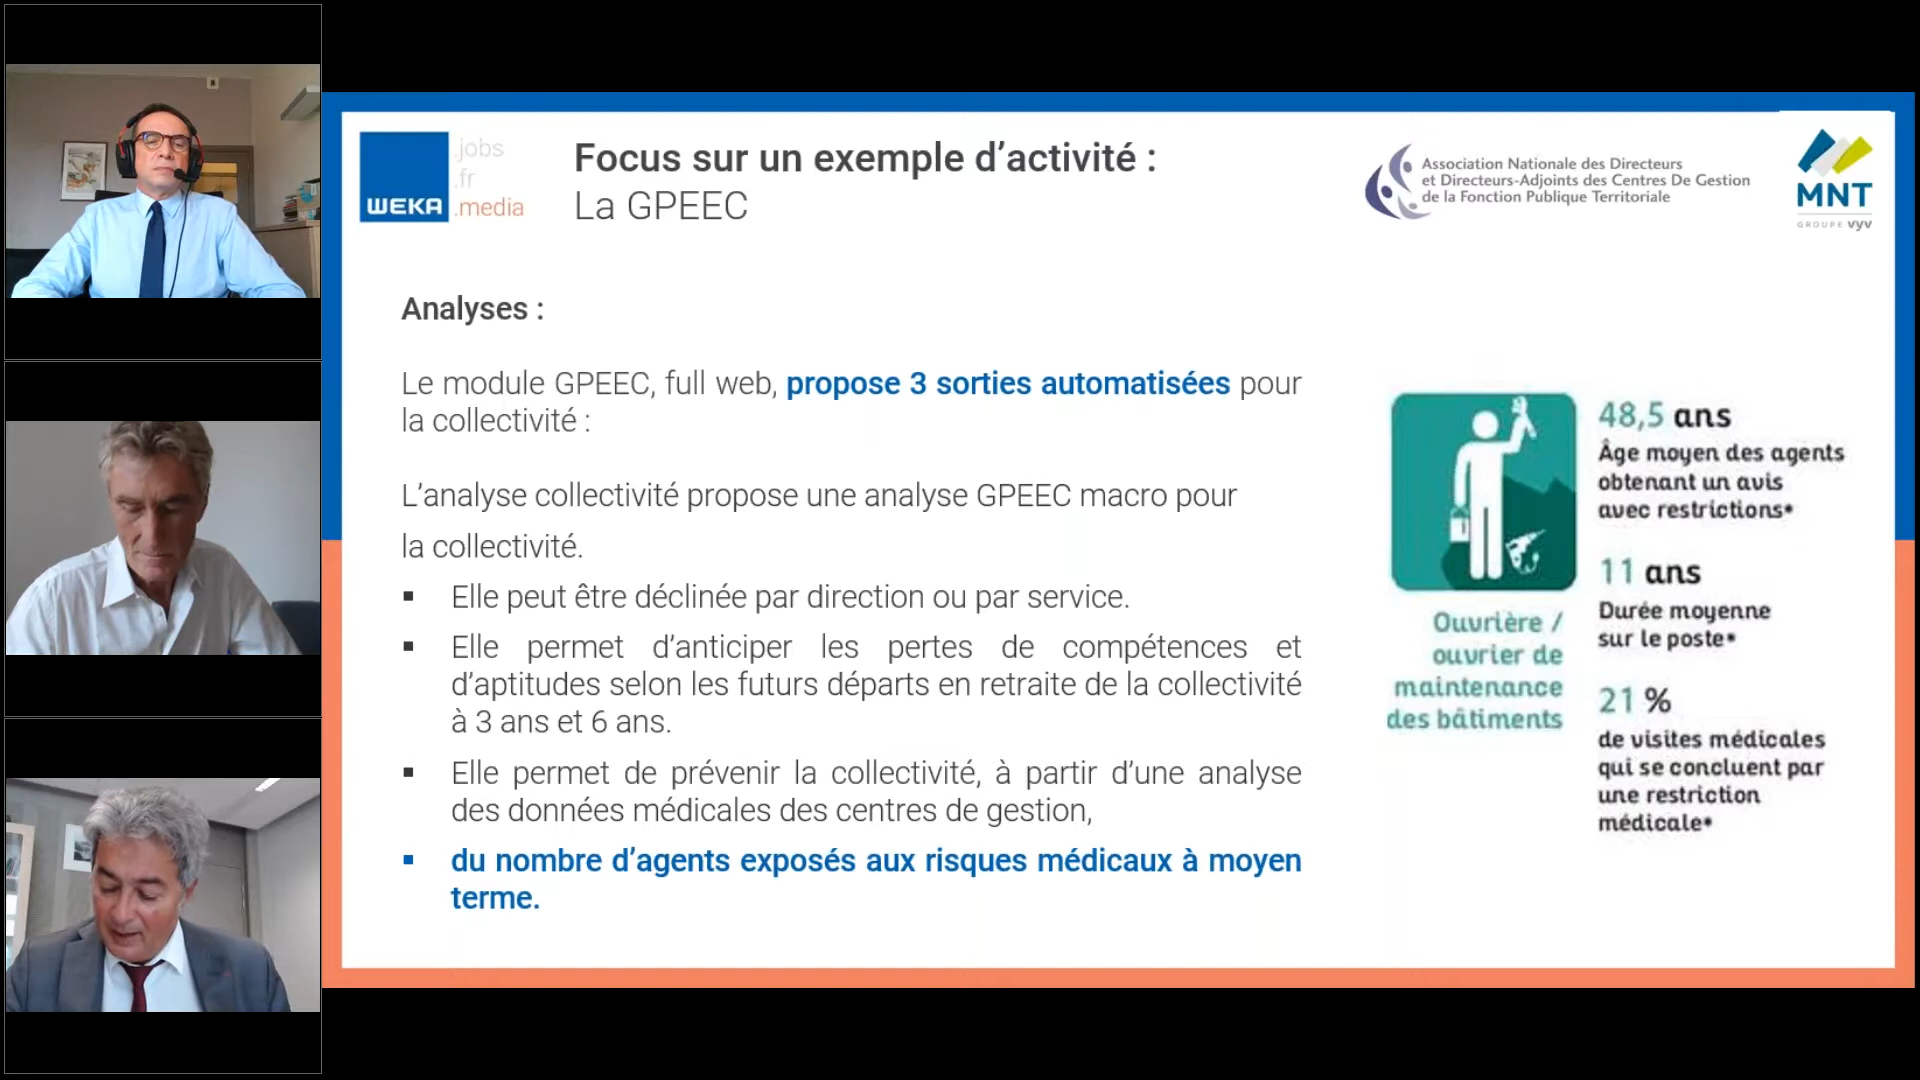 WEKA
.jobs
.fr
.media
Focus sur un exemple d’activité :
La GPEEC
Association Nationale des Directeurs
et Directeurs-Adjoints des Centres De Gestion
de la Fonction Publique Territoriale
MNT
GROUPE vyv
Analyses :
Le module GPEEC, full web, propose 3 sorties automatisées pour
la collectivité :
L’analyse collectivité propose une analyse GPEEC macro pour
la collectivité.
▪ Elle peut être déclinée par direction ou par service.
▪ Elle permet d’anticiper les pertes de compétences et
d’aptitudes selon les futurs départs en retraite de la collectivité
à 3 ans et 6 ans.
▪ Elle permet de prévenir la collectivité, à partir d’une analyse
des données médicales des centres de gestion,
▪ du nombre d’agents exposés aux risques médicaux à moyen
terme.
Ouvrière /
ouvrier de
maintenance
des bâtiments
48,5 ans
Âge moyen des agents
obtenant un avis
avec restrictions*
11 ans
Durée moyenne
sur le poste*
21 %
de visites médicales
qui se concluent par
une restriction
médicale*